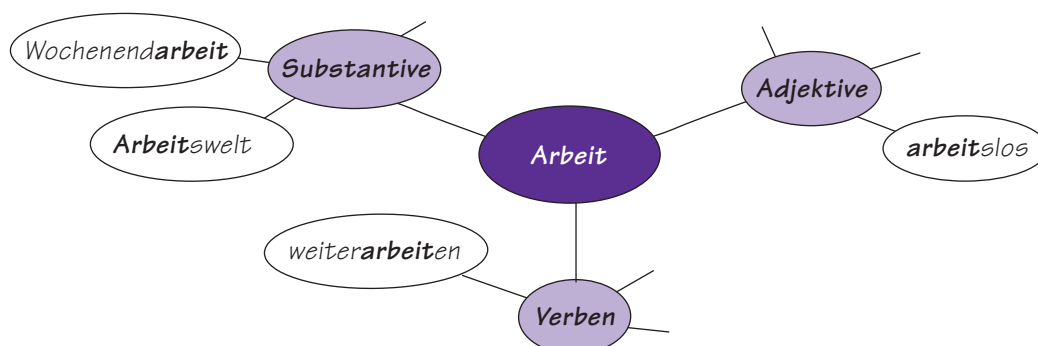 Wochenendarbeit
Substantive
Adjektive
Arbeitswelt
Arbeit
arbeitslos
weiterarbeiten
Verben